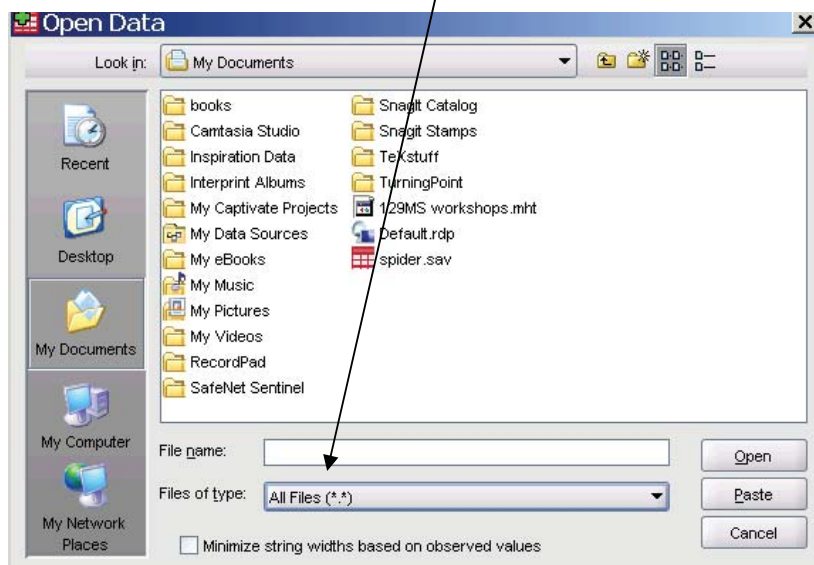 Open Data
Look in: My Documents
Recent
Desktop
My Documents
My Computer
My Network
Places
books
Camtasia Studio
Inspiration Data
Interprint Albums
My Captivate Projects
My Data Sources
My eBooks
My Music
My Pictures
My Videos
RecordPad
SafeNet Sentinel
SnagIt Catalog
Snagit Stamps
TeXstuff
TurningPoint
129MS workshops.mht
Default.rdp
spider.sav
File name:
Open
Files of type: All Files (*.*)
Paste
Minimize string widths based on observed values
Cancel